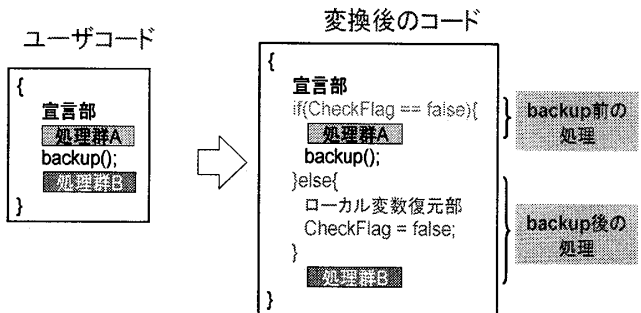 ユーザコード
{
宣言部
処理群A
backup();
処理群B
}
変換後のコード
{
宣言部
if(CheckFlag == false){
処理群A
backup();
}else{
ローカル変数復元部
CheckFlag = false;
}
処理群B
}
backup前の
処理
backup後の
処理